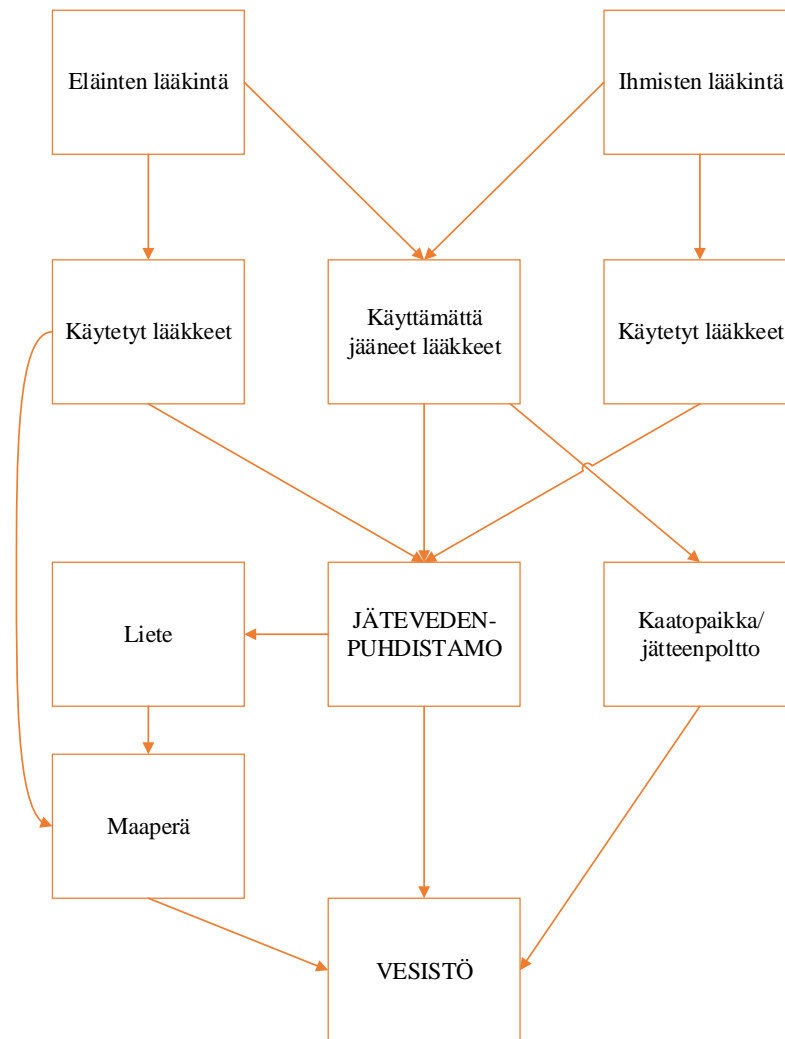 Eläinten lääkintä
Ihmisten lääkintä
Käytetyt lääkkeet
Käyttämättä
jääneet lääkkeet
Käytetyt lääkkeet
Liete
JÄTEVEDEN-
PUHDISTAMO
Kaatopaikka/
jätteenpoltto
Maaperä
VESISTÖ